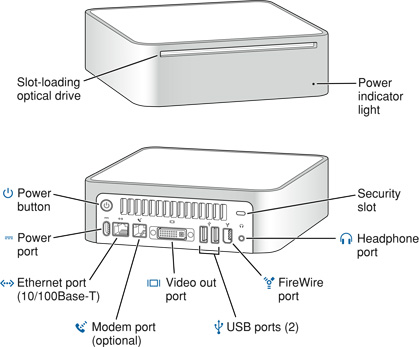 Slot-loading
optical drive
Power
indicator
light
Power
button
Security
slot
Power
port
Headphone
port
Ethernet port
(10/100Base-T)
Video out
port
FireWire
port
Modem port
(optional)
USB ports (2)